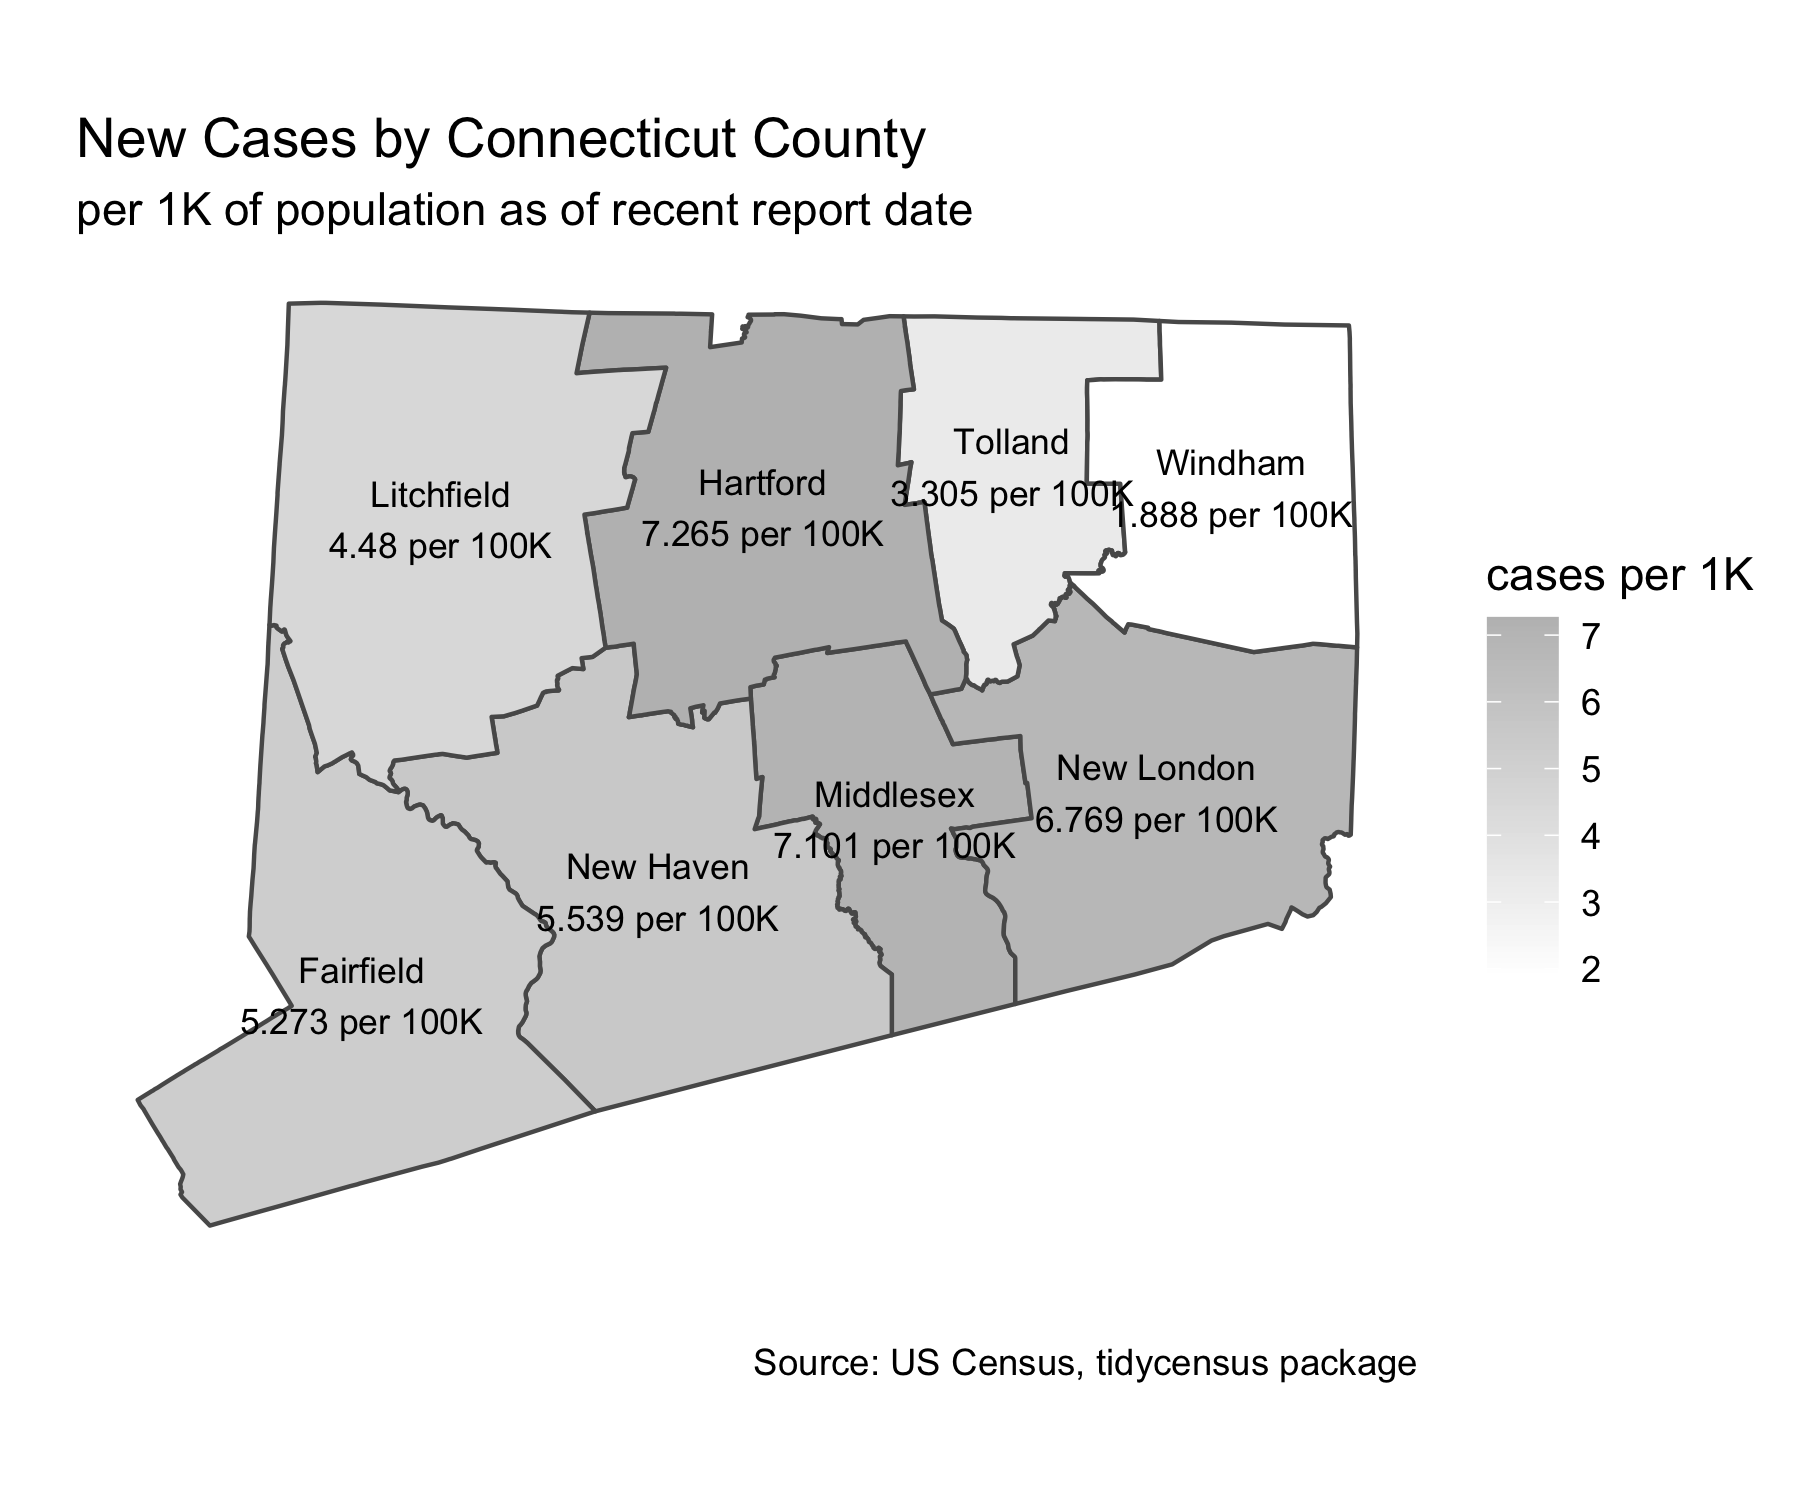 New Cases by Connecticut County
per 1K of population as of recent report date
Litchfield
4.48 per 100K
Hartford
7.265 per 100K
Tolland
3.305 per 100K
Windham
1.888 per 100K
New London
6.769 per 100K
Middlesex
7.101 per 100K
New Haven
5.539 per 100K
Fairfield
5.273 per 100K
cases per 1K
7
6
5
4
3
2
Source: US Census, tidycensus package